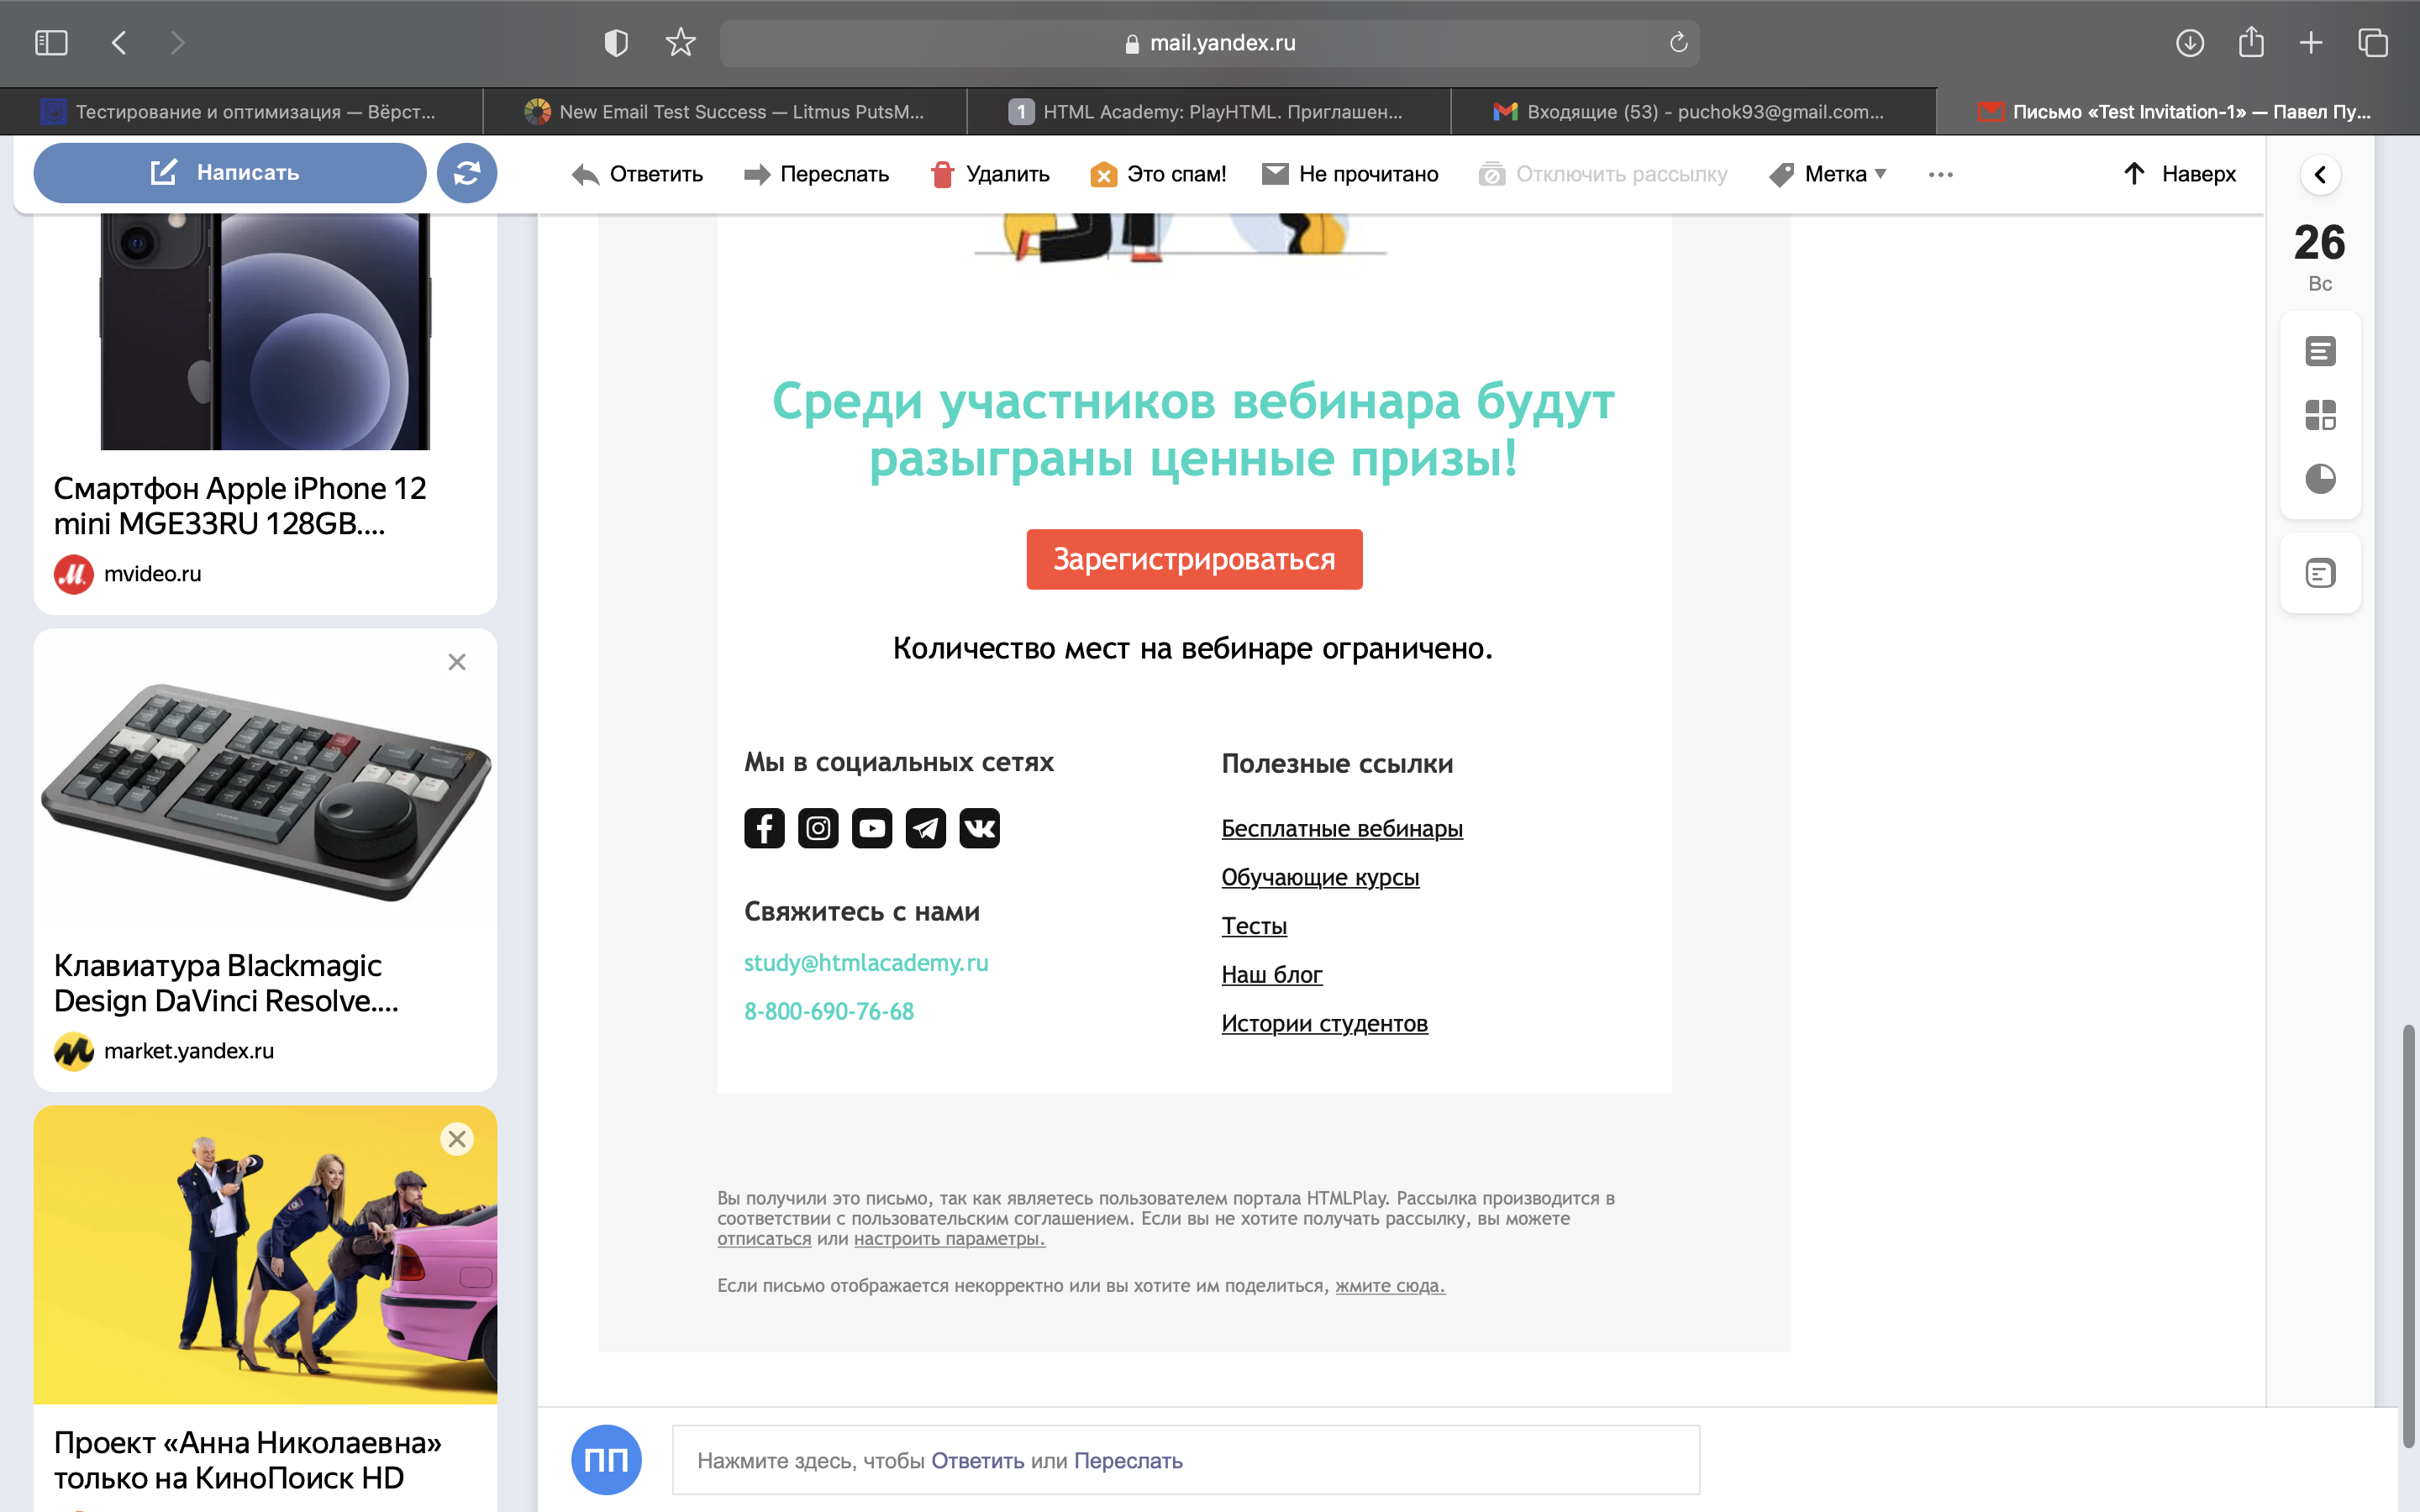 mail.yandex.ru
Тестирование и оптимизация — Вёрст...
New Email Test Success — Litmus PutsM...
1 HTML Academy: PlayHTML. Приглашен...
Входящие (53) - puchok93@gmail.com...
Письмо «Test Invitation-1» — Павел Пу...
Написать
Ответить
Переслать
Удалить
Это спам!
Не прочитано
Отключить рассылку
Метка
Наверх
26
Вс
Смартфон Apple iPhone 12
mini MGE33RU 128GB....
mvideo.ru
Клавиатура Blackmagic
Design DaVinci Resolve....
market.yandex.ru
Проект «Анна Николаевна»
только на КиноПоиск HD
Среди участников вебинара будут
разыграны ценные призы!
Зарегистрироваться
Количество мест на вебинаре ограничено.
Мы в социальных сетях
Свяжитесь с нами
study@htmlacademy.ru
8-800-690-76-68
Полезные ссылки
Бесплатные вебинары
Обучающие курсы
Тесты
Наш блог
Истории студентов
Вы получили это письмо, так как являетесь пользователем портала HTMLPlay. Рассылка производится в
соответствии с пользовательским соглашением. Если вы не хотите получать рассылку, вы можете
отписаться или настроить параметры.
Если письмо отображается некорректно или вы хотите им поделиться, жмите сюда.
ПП
Нажмите здесь, чтобы Ответить или Переслать